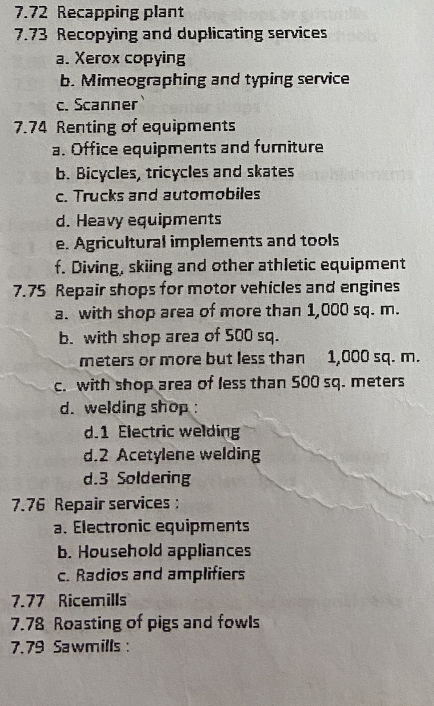 7.72 Recapping plant
7.73 Recopying and duplicating services
a. Xerox copying
b. Mimeographing and typing service
c. Scanner
7.74 Renting of equipments
a. Office equipments and furniture
b. Bicycles, tricycles and skates
c. Trucks and automobiles
d. Heavy equipments
e. Agricultural implements and tools
f. Diving, skiing and other athletic equipment
7.75 Repair shops for motor vehicles and engines
a. with shop area of more than 1,000 sq. m.
b. with shop area of 500 sq.
meters or more but less than 1,000 sq. m.
c. with shop area of less than 500 sq. meters
d. welding shop :
d.1 Electric welding
d.2 Acetylene welding
d.3 Soldering
7.76 Repair services :
a. Electronic equipments
b. Household appliances
c. Radios and amplifiers
7.77 Ricemills
7.78 Roasting of pigs and fowls
7.79 Sawmills :